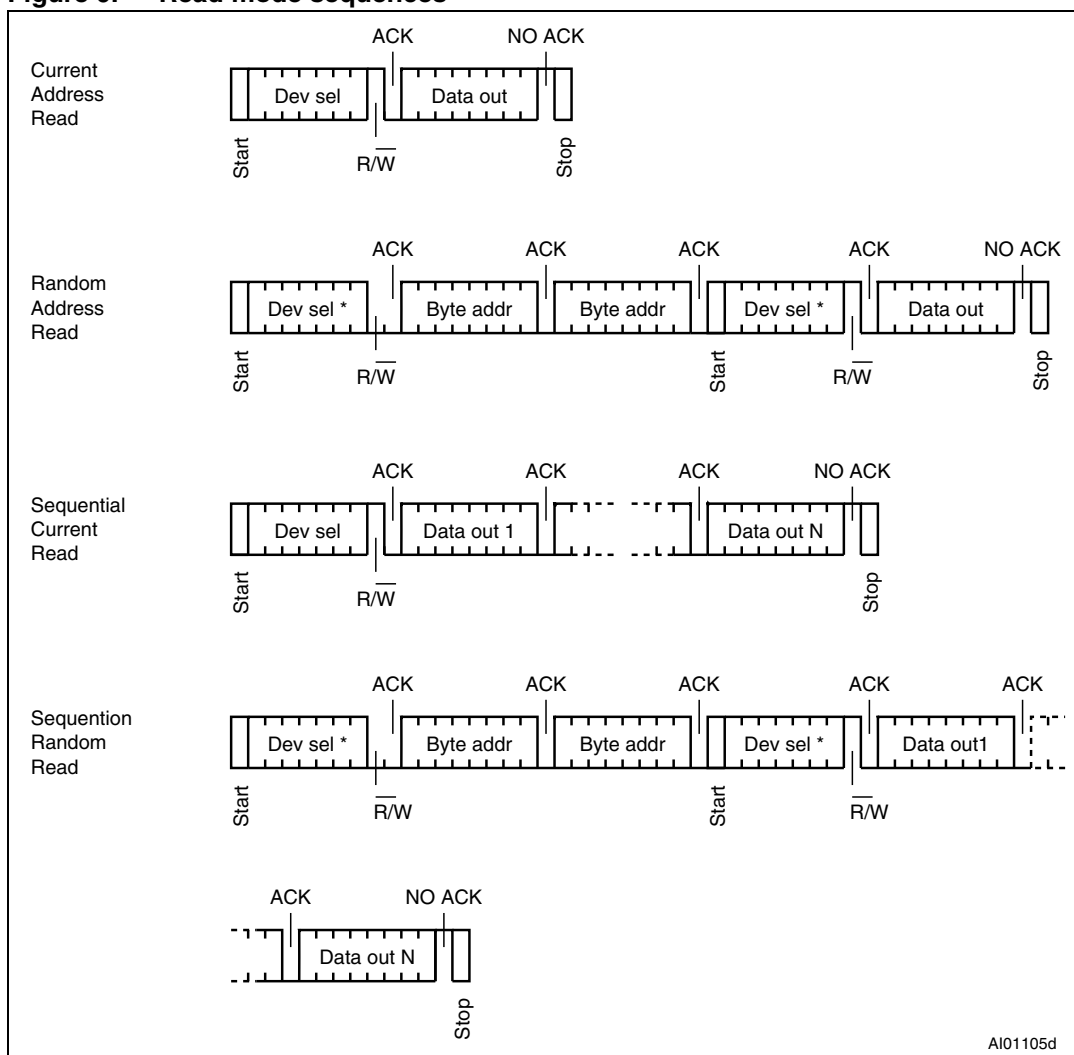 Figure Read mode sequences
ACK NO ACK
Current
Address
Read
Dev sel Data out
Start R/W̅ Stop
ACK ACK ACK ACK NO ACK
Random
Address
Read
Dev sel * Byte addr Byte addr Dev sel * Data out
Start R/W̅ Start R/W̅ Stop
ACK ACK ACK NO ACK
Sequential
Current
Read
Dev sel Data out 1 Data out N
Start R/W̅ Stop
ACK ACK ACK ACK ACK
Sequention
Random
Read
Dev sel * Byte addr Byte addr Dev sel * Data out1
Start R̅/W Start R̅/W
ACK NO ACK
Data out N
Stop
AI01105d